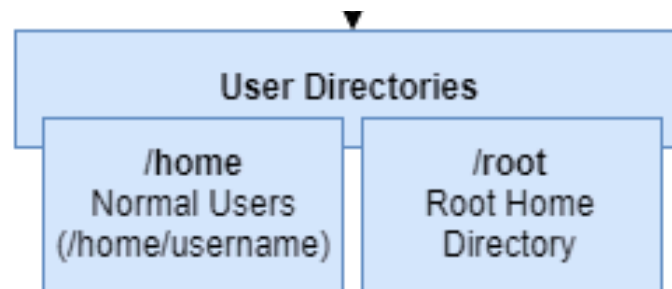 User Directories
/home
Normal Users
(/home/username)
/root
Root Home
Directory